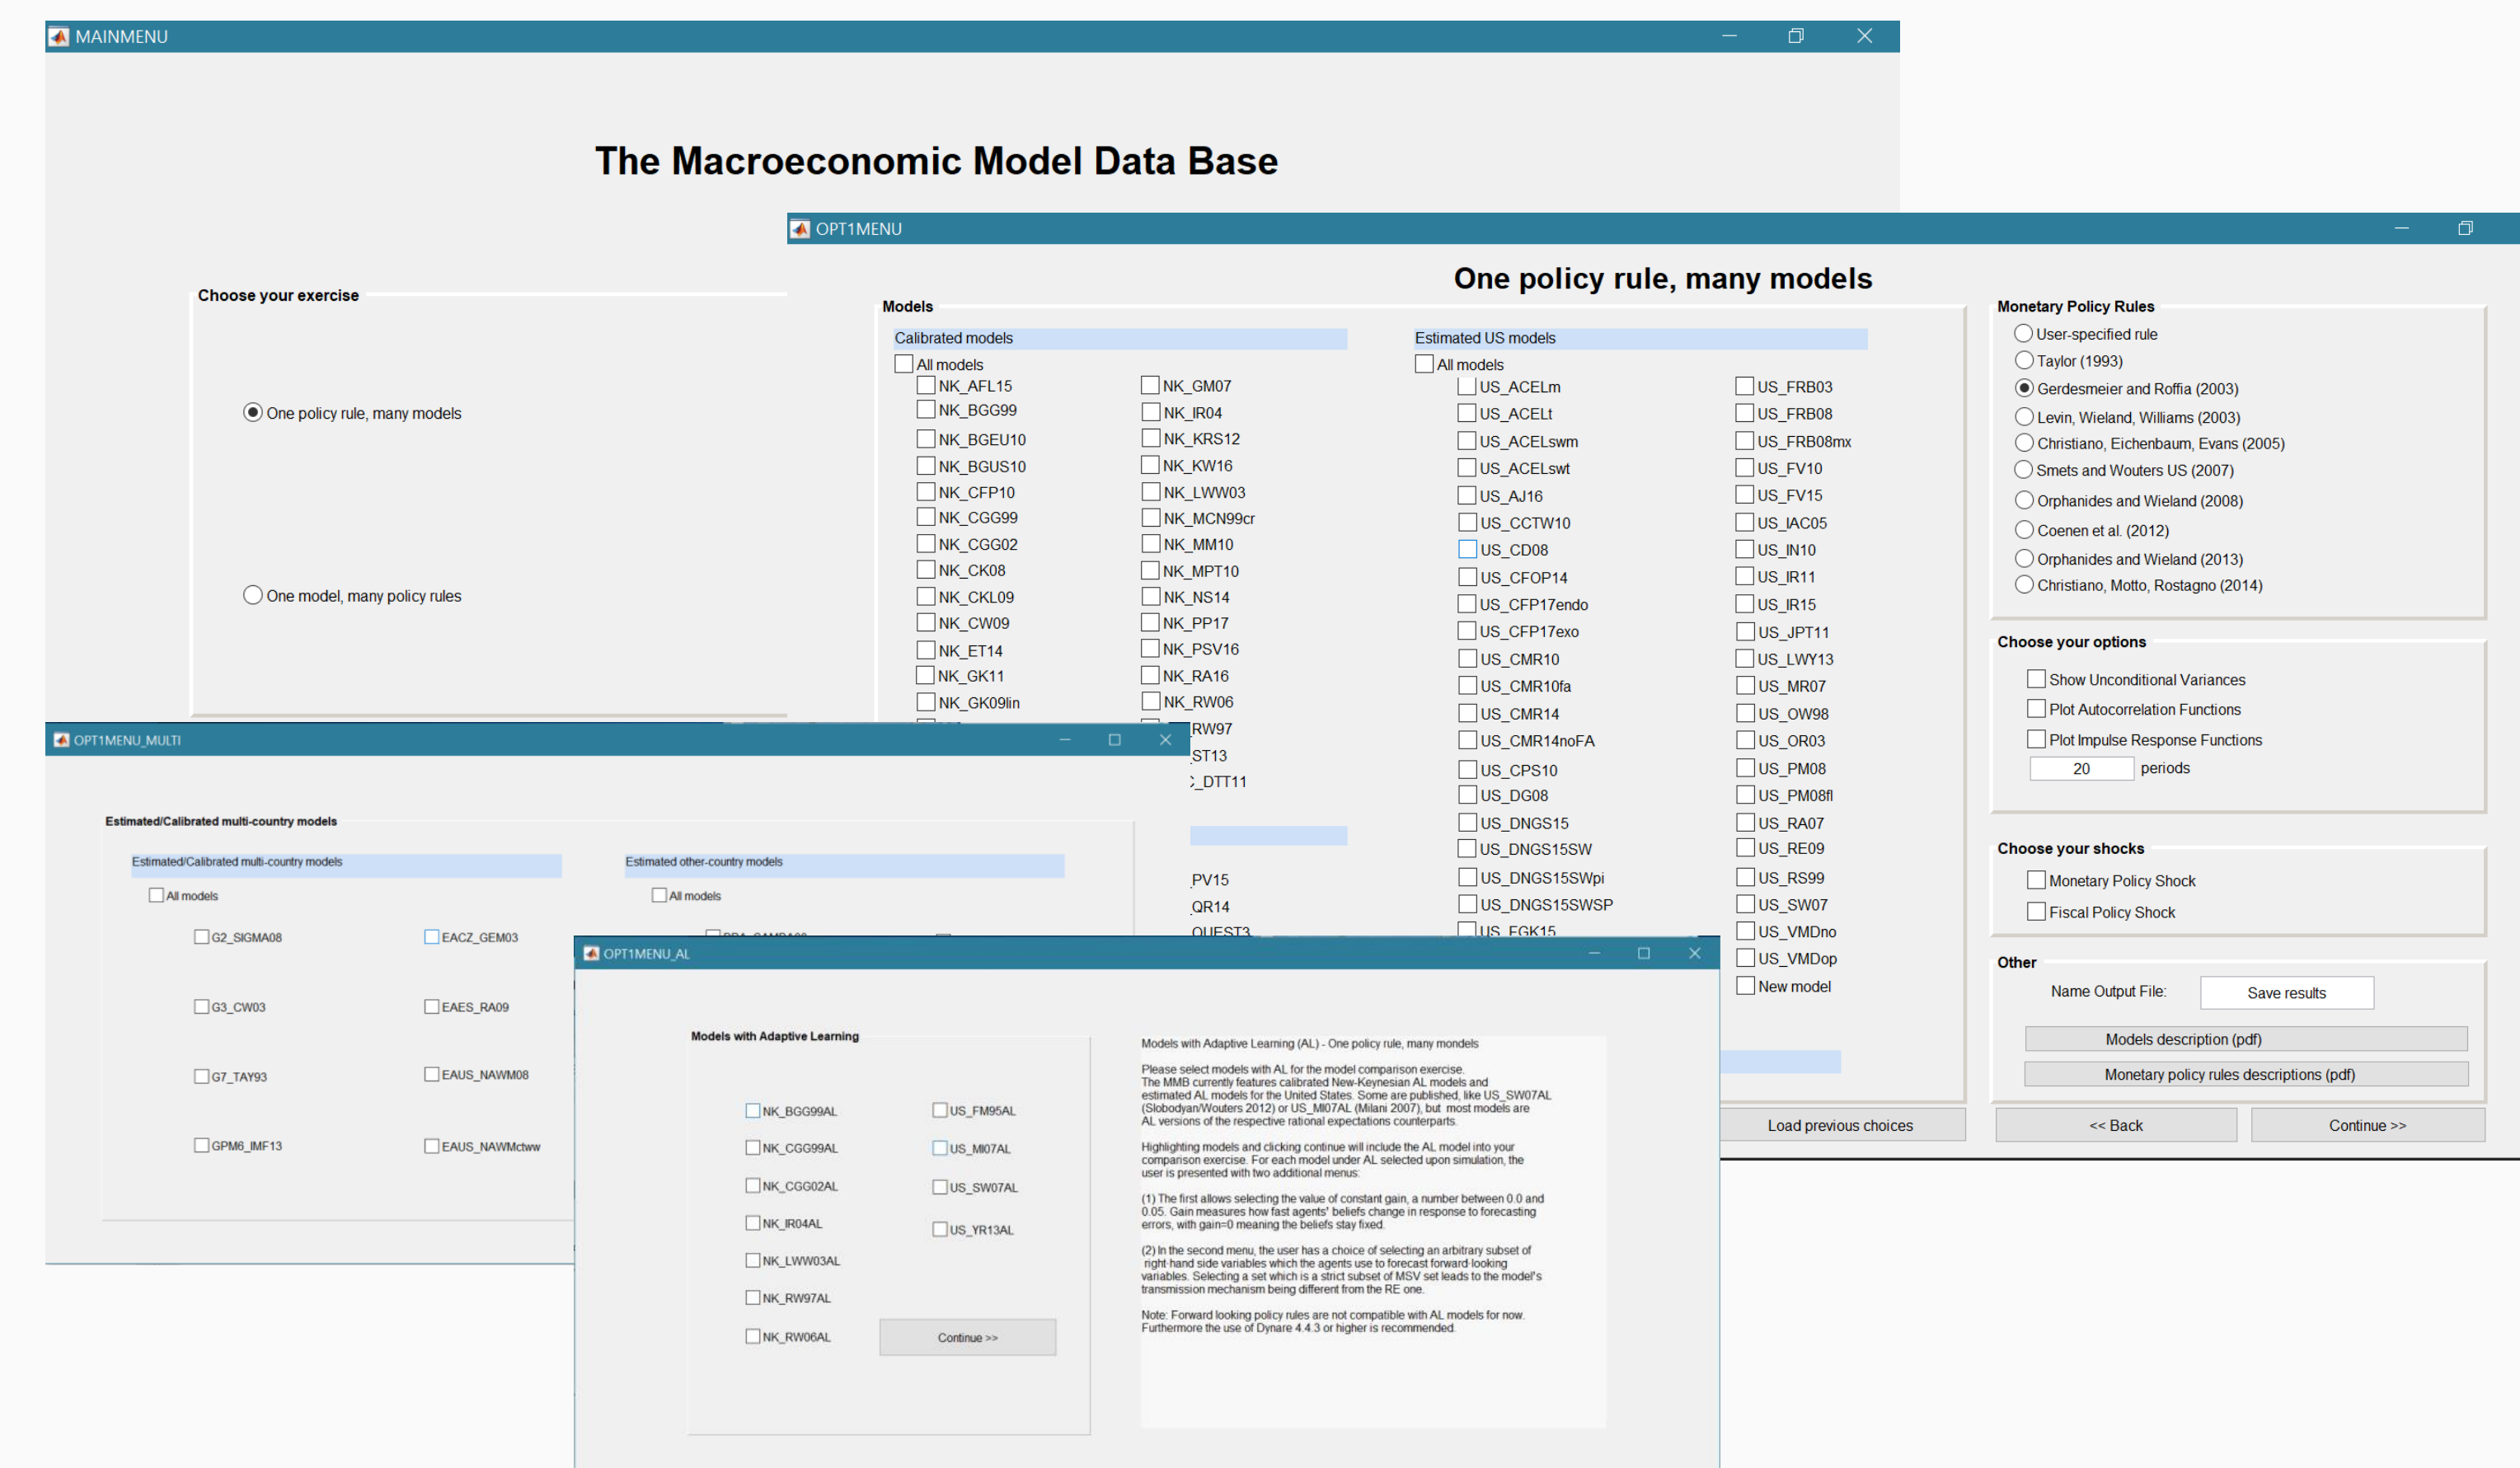 MAINMENU
The Macroeconomic Model Data Base
Choose your exercise
One policy rule, many models
One model, many policy rules
OPT1MENU
One policy rule, many models
Models
Calibrated models
All models
NK_AFL15
NK_BGG99
NK_BGEU10
NK_BGUS10
NK_CFP10
NK_CGG99
NK_CGG02
NK_CK08
NK_CKL09
NK_CW09
NK_ET14
NK_GK11
NK_GK09lin
NK_GM07
NK_IR04
NK_KRS12
NK_KW16
NK_LWW03
NK_MCN99cr
NK_MM10
NK_MPT10
NK_NS14
NK_PP17
NK_PSV16
NK_RA16
NK_RW06
RW97
_ST13
_DTT11
_PV15
_QR14
QUEST3
Estimated US models
All models
US_ACELm
US_ACELt
US_ACELswm
US_ACELswt
US_AJ16
US_CCTW10
US_CD08
US_CFOP14
US_CFP17endo
US_CFP17exo
US_CMR10
US_CMR10fa
US_CMR14
US_CMR14noFA
US_CPS10
US_DG08
US_DNGS15
US_DNGS15SW
US_DNGS15SWpi
US_DNGS15SWSP
US_FGK15
US_FRB03
US_FRB08
US_FRB08mx
US_FV10
US_FV15
US_IAC05
US_IN10
US_IR11
US_IR15
US_JPT11
US_LWY13
US_MR07
US_OW98
US_OR03
US_PM08
US_PM08fl
US_RA07
US_RE09
US_RS99
US_SW07
US_VMDno
US_VMDop
New model
Load previous choices
Monetary Policy Rules
User-specified rule
Taylor (1993)
Gerdesmeier and Roffia (2003)
Levin, Wieland, Williams (2003)
Christiano, Eichenbaum, Evans (2005)
Smets and Wouters US (2007)
Orphanides and Wieland (2008)
Coenen et al. (2012)
Orphanides and Wieland (2013)
Christiano, Motto, Rostagno (2014)
Choose your options
Show Unconditional Variances
Plot Autocorrelation Functions
Plot Impulse Response Functions
20 periods
Choose your shocks
Monetary Policy Shock
Fiscal Policy Shock
Other
Name Output File: Save results
Models description (pdf)
Monetary policy rules descriptions (pdf)
<< Back
Continue >>
OPT1MENU_MULTI
Estimated/Calibrated multi-country models
Estimated/Calibrated multi-country models
All models
G2_SIGMA08
G3_CW03
G7_TAY93
GPM6_IMF13
EACZ_GEM03
EAES_RA09
EAUS_NAWM08
EAUS_NAWMctww
Estimated other-country models
All models
OPT1MENU_AL
Models with Adaptive Learning
NK_BGG99AL
NK_CGG99AL
NK_CGG02AL
NK_IR04AL
NK_LWW03AL
NK_RW97AL
NK_RW06AL
US_FM95AL
US_MI07AL
US_SW07AL
US_YR13AL
Continue >>
Models with Adaptive Learning (AL) - One policy rule, many mondels
Please select models with AL for the model comparison exercise.
The MMB currently features calibrated New-Keynesian AL models and
estimated AL models for the United States. Some are published, like US_SW07AL
(Slobodyan/Wouters 2012) or US_MI07AL (Milani 2007), but most models are
AL versions of the respective rational expectations counterparts.
Highlighting models and clicking continue will include the AL model into your
comparison exercise. For each model under AL selected upon simulation, the
user is presented with two additional menus:
(1) The first allows selecting the value of constant gain, a number between 0.0 and
0.05. Gain measures how fast agents' beliefs change in response to forecasting
errors, with gain=0 meaning the beliefs stay fixed.
(2) In the second menu, the user has a choice of selecting an arbitrary subset of
right-hand side variables which the agents use to forecast forward-looking
variables. Selecting a set which is a strict subset of MSV set leads to the model's
transmission mechanism being different from the RE one.
Note: Forward looking policy rules are not compatible with AL models for now.
Furthermore the use of Dynare 4.4.3 or higher is recommended.